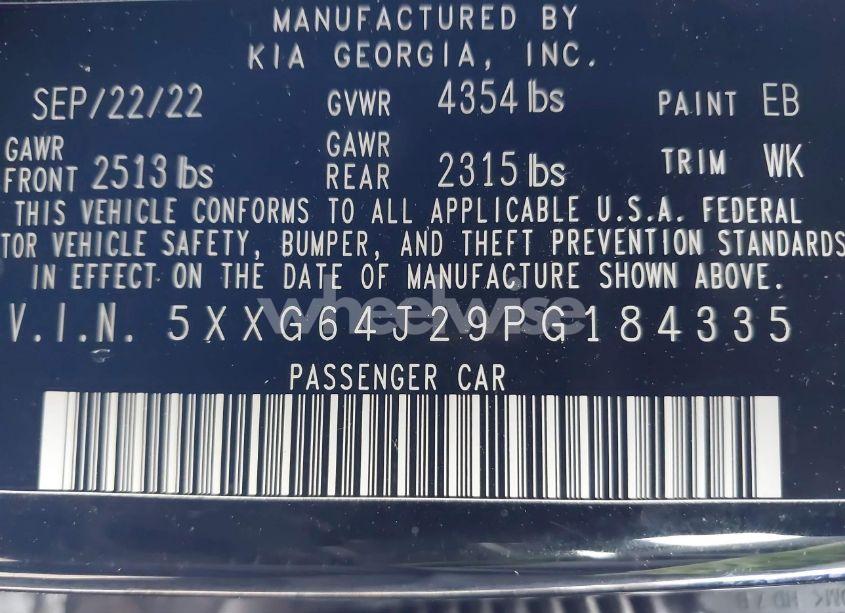 MANUFACTURED BY
KIA GEORGIA, INC.
SEP/22/22 GVWR 4354 lbs PAINT EB
GAWR FRONT 2513 lbs GAWR REAR 2315 lbs TRIM WK
THIS VEHICLE CONFORMS TO ALL APPLICABLE U.S.A. FEDERAL
TOR VEHICLE SAFETY, BUMPER, AND THEFT PREVENTION STANDARDS
IN EFFECT ON THE DATE OF MANUFACTURE SHOWN ABOVE.
V.I.N. 5XXG64J29PG184335
wheelwise
PASSENGER CAR